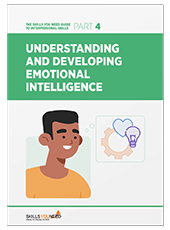 THE SKILLS YOU NEED GUIDE
TO INTERPERSONAL SKILLS
PART 4
UNDERSTANDING
AND DEVELOPING
EMOTIONAL
INTELLIGENCE
SKILLS YOU NEED